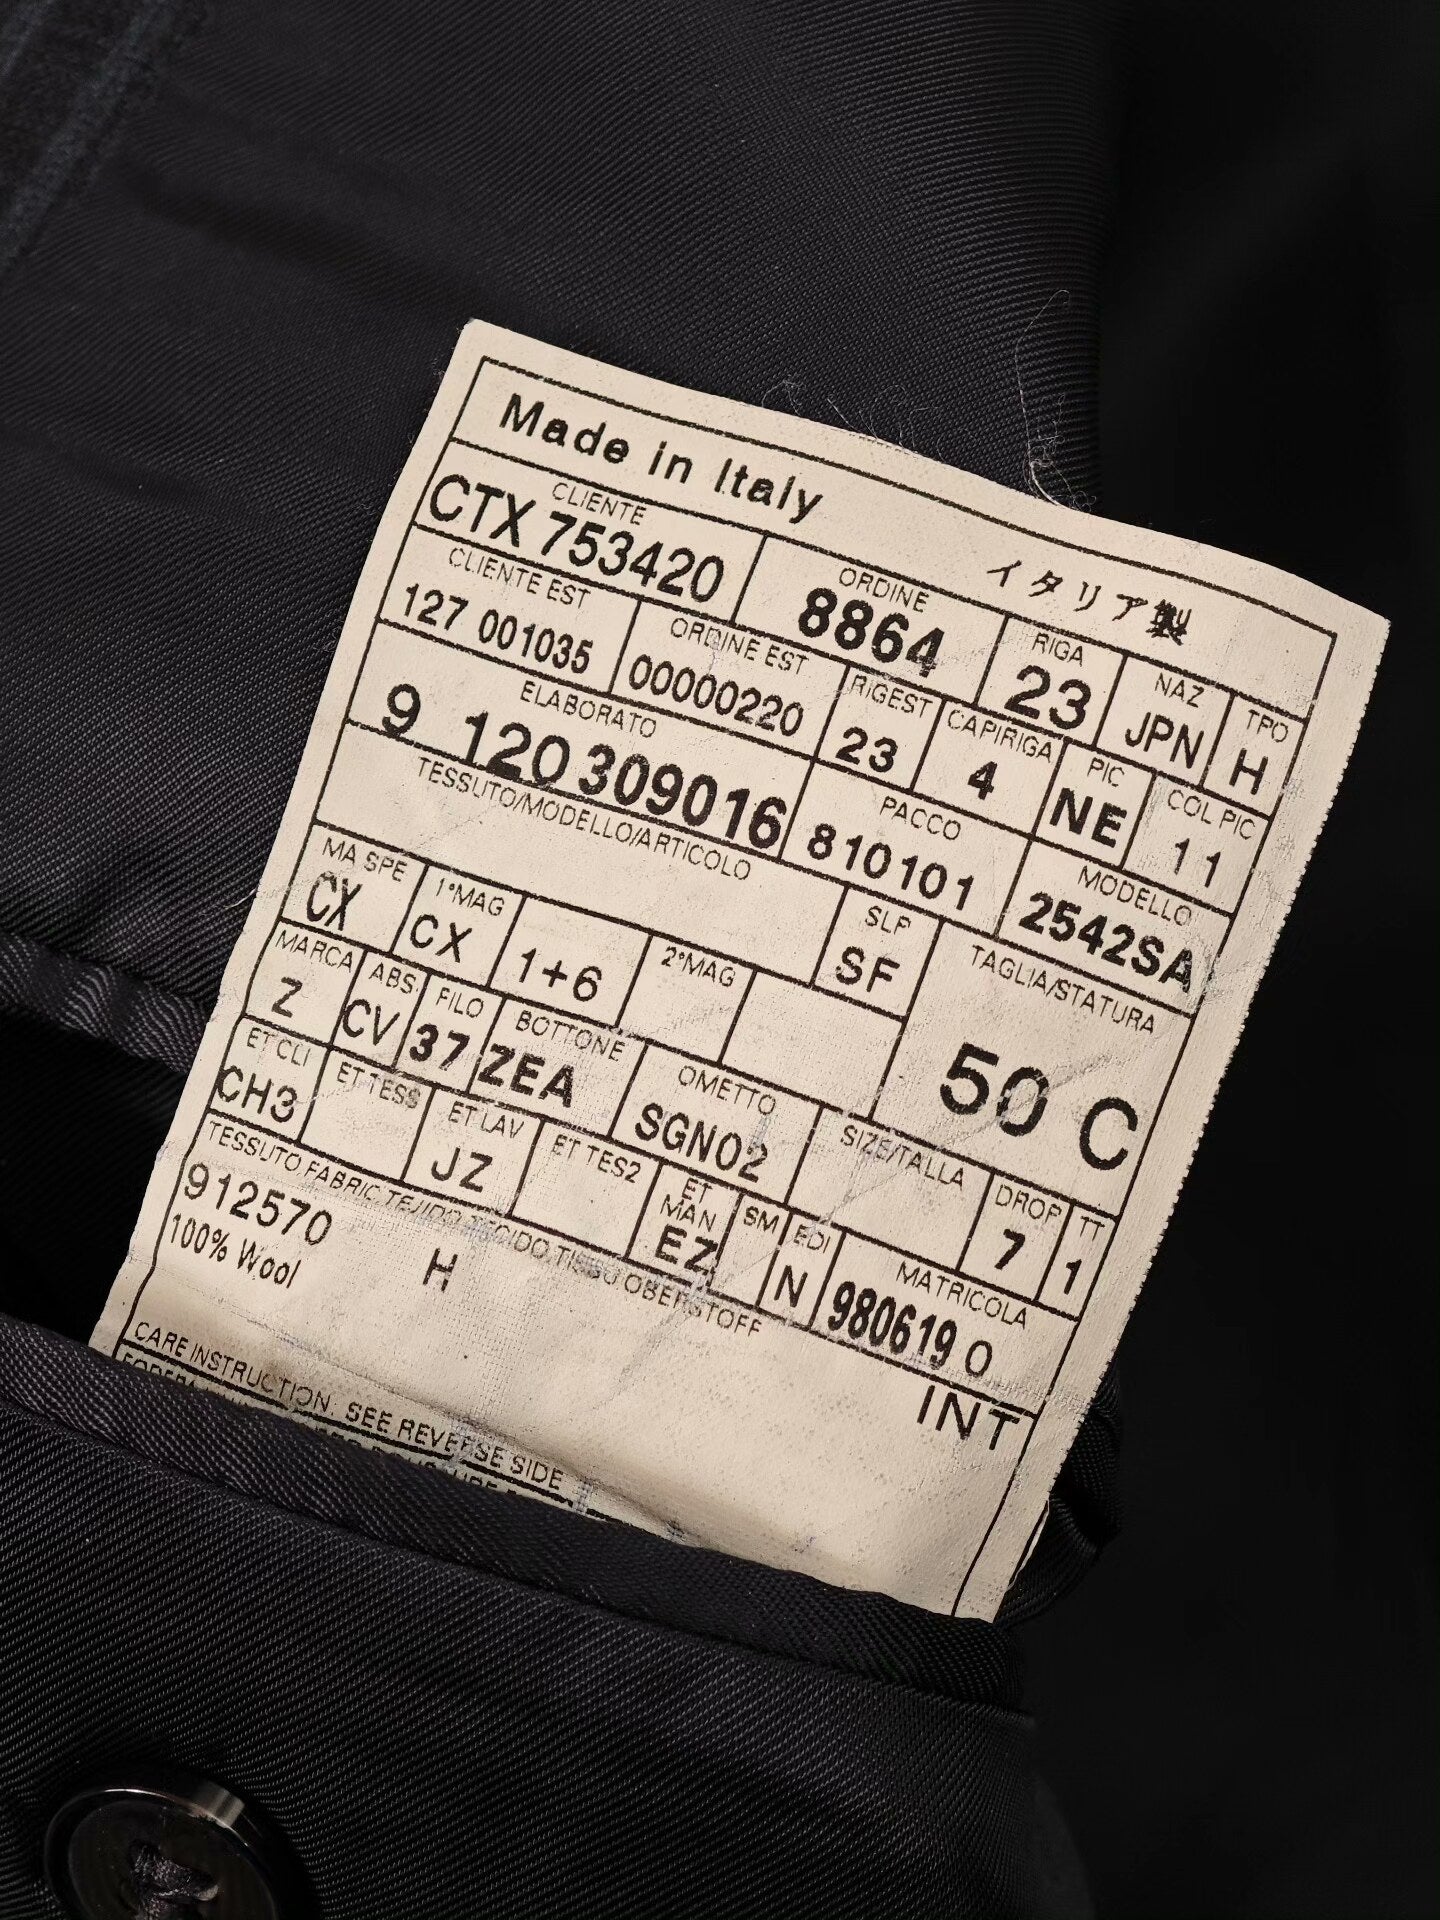 Made in Italy
イタリア製
CLIENTE ORDINE RIGA NAZ TPO
CTX 753420 8864 23 JPN H
CLIENTE EST ORDINE EST RIGEST CAPIRIGA PIC COL PIC
127 001035 00000220 23 4 NE 11
ELABORATO PACCO MODELLO
9 120 309016 810101 2542SA
TESSUTO/MODELLO/ARTICOLO SLP TAGLIA/STATURA
SF 50 C
MA SPE 1°MAG 2°MAG
CX CX 1+6
MARCA ABS FILO BOTTONE OMETTO SIZE/TALLA DROP TT
Z CV 37 ZEA SGN02 7 1
ET CLI ET TESS ET LAV ET TES2 ET MAN SM EDI MATRICOLA
CH3 JZ EZ N 980619 0
TESSUTO.FABRIC.TEJIDO.TECIDO.TISSU.OBERSTOFF
912570 H INT
100% Wool
CARE INSTRUCTION: SEE REVERSE SIDE